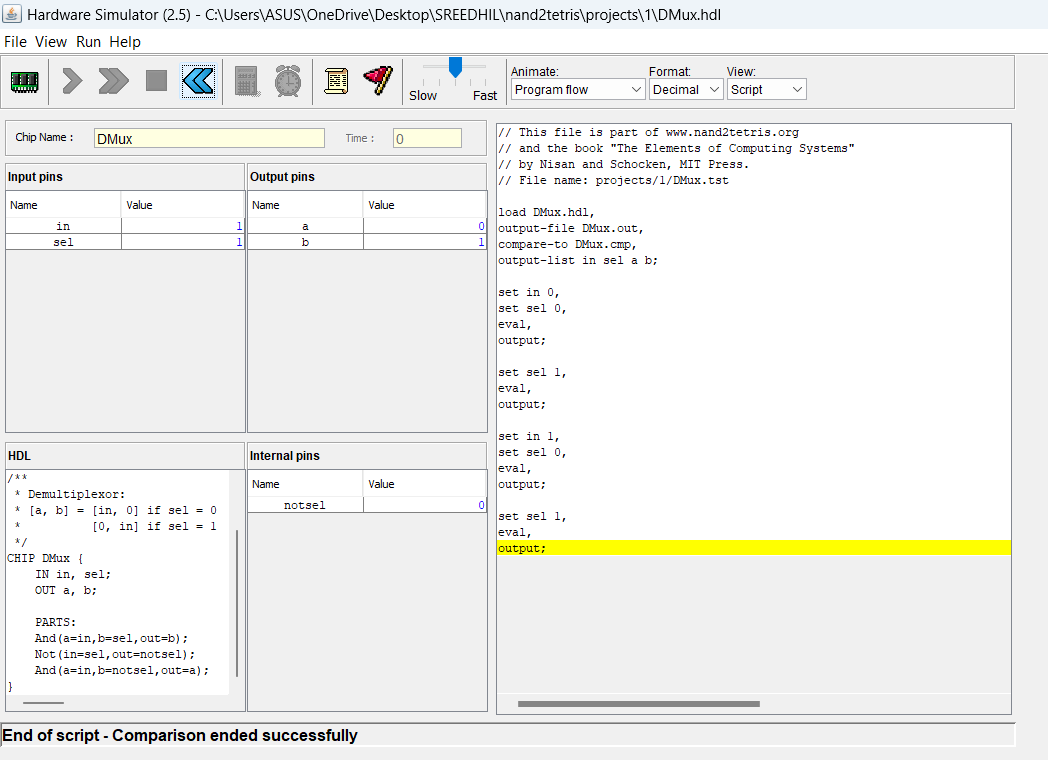 Hardware Simulator (2.5) - C:\Users\ASUS\OneDrive\Desktop\SREEDHIL\nand2tetris\projects\1\DMux.hdl
File View Run Help
Slow Fast
Animate: Format: View:
Program flow Decimal Script
Chip Name : DMux Time : 0
Input pins
Name Value
in 1
sel 1
Output pins
Name Value
a 0
b 1
HDL
/**
 * Demultiplexor:
 * [a, b] = [in, 0] if sel = 0
 *          [0, in] if sel = 1
 */
CHIP DMux {
    IN in, sel;
    OUT a, b;

    PARTS:
    And(a=in,b=sel,out=b);
    Not(in=sel,out=notsel);
    And(a=in,b=notsel,out=a);
}
Internal pins
Name Value
notsel 0
// This file is part of www.nand2tetris.org
// and the book "The Elements of Computing Systems"
// by Nisan and Schocken, MIT Press.
// File name: projects/1/DMux.tst

load DMux.hdl,
output-file DMux.out,
compare-to DMux.cmp,
output-list in sel a b;

set in 0,
set sel 0,
eval,
output;

set sel 1,
eval,
output;

set in 1,
set sel 0,
eval,
output;

set sel 1,
eval,
output;
End of script - Comparison ended successfully